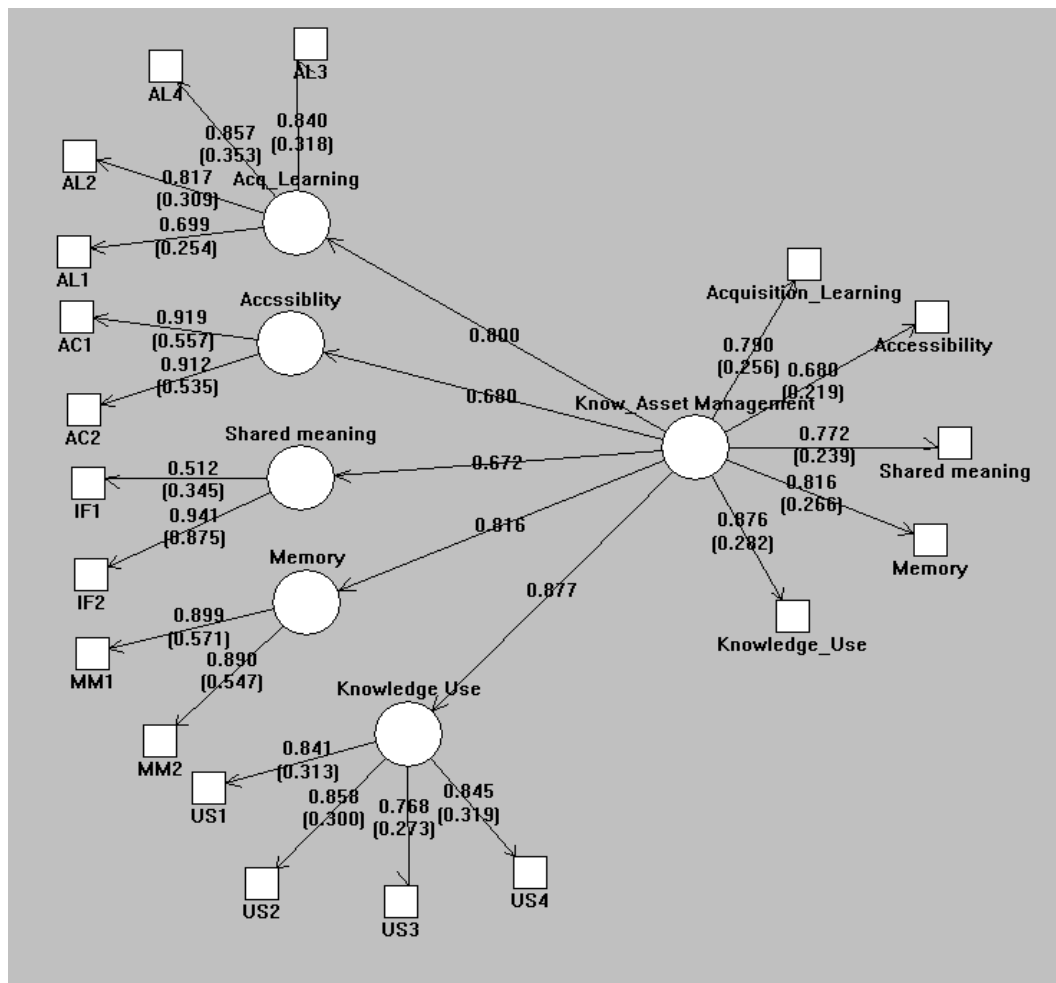 AL3
AL4
0.840
(0.318)
0.857
(0.353)
AL2
0.817
(0.309)
Acq_Learning
0.699
(0.254)
AL1
Accssiblity
AC1
0.919
(0.557)
0.912
(0.535)
AC2
0.800
0.680
Acquisition_Learning
0.790
(0.256)
Accessibility
0.680
(0.219)
Know_Asset Management
Shared meaning
0.672
0.772
(0.239)
Shared meaning
IF1
0.512
(0.345)
0.941
(0.875)
IF2
0.816
0.816
(0.266)
Memory
0.876
(0.282)
Knowledge_Use
Memory
0.899
(0.571)
MM1
0.890
(0.547)
MM2
0.877
Knowledge Use
0.841
(0.313)
US1
0.858
(0.300)
US2
0.768
(0.273)
US3
0.845
(0.319)
US4